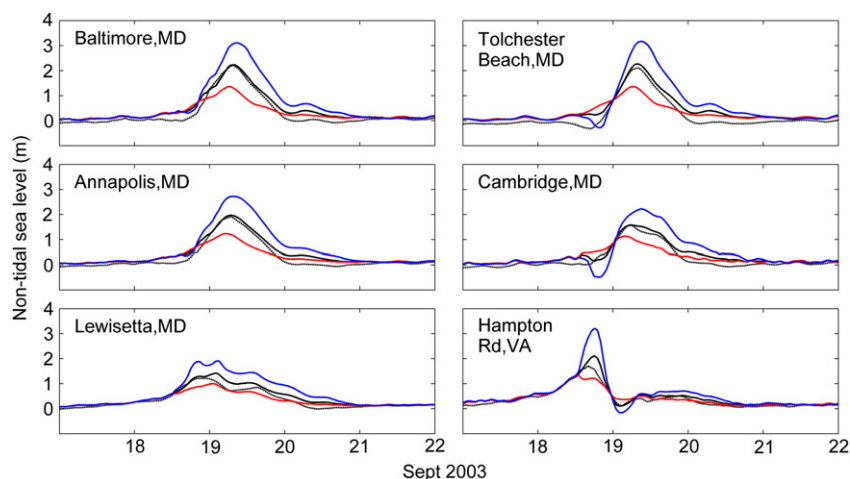 Baltimore,MD
Tolchester
Beach,MD
4
3
2
1
0
Annapolis,MD
Cambridge,MD
4
3
2
1
0
Lewisetta,MD
Hampton
Rd,VA
4
3
2
1
0
Non-tidal sea level (m)
18 19 20 21 22
18 19 20 21 22
Sept 2003